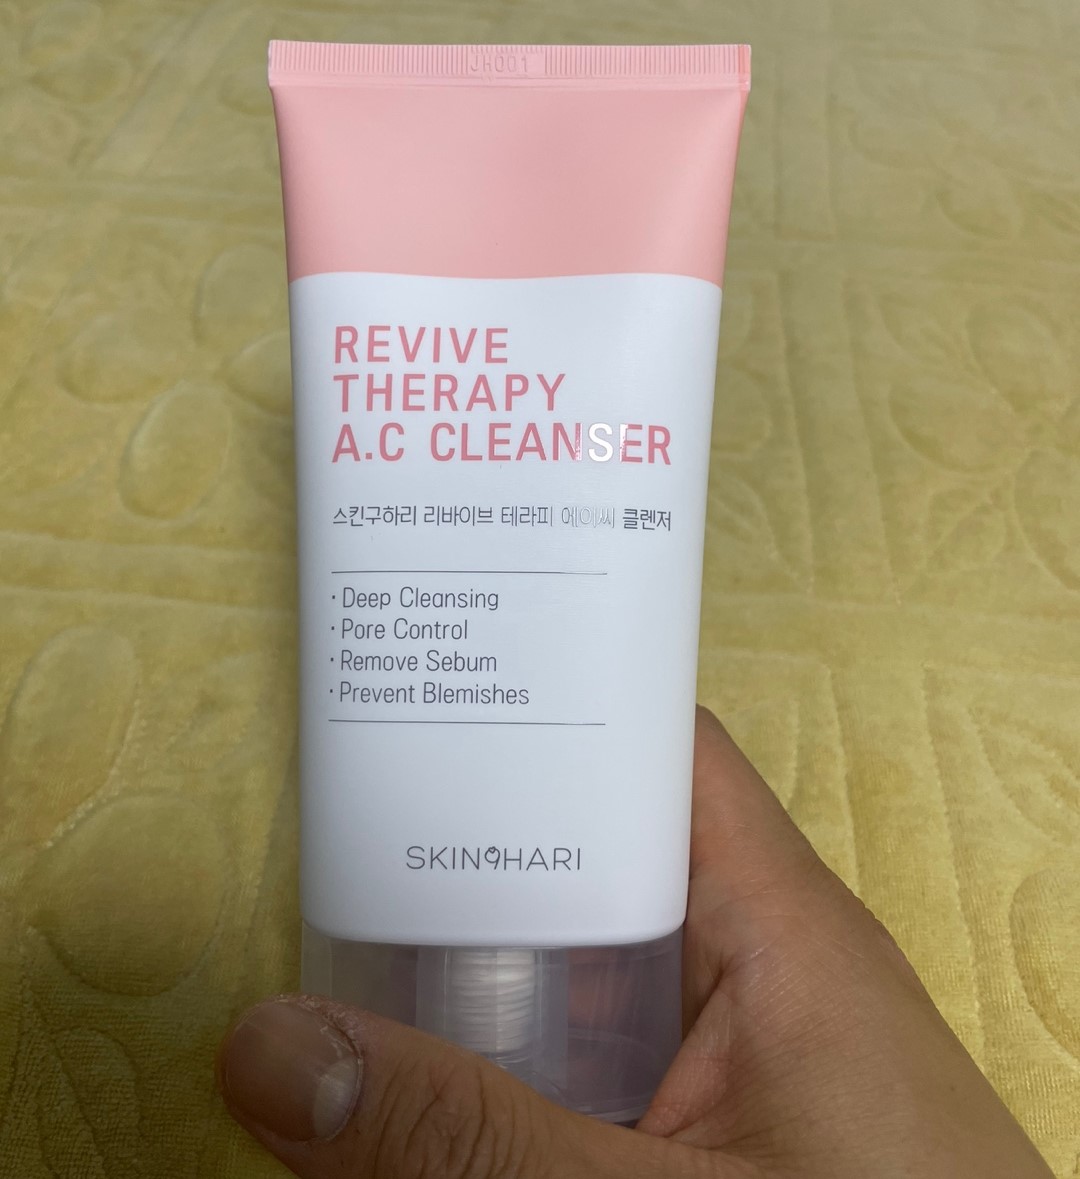 JH001
REVIVE
THERAPY
A.C CLEANSER
스킨구하리 리바이브 테라피 에이씨 클렌저
· Deep Cleansing
· Pore Control
· Remove Sebum
· Prevent Blemishes
SKIN9HARI